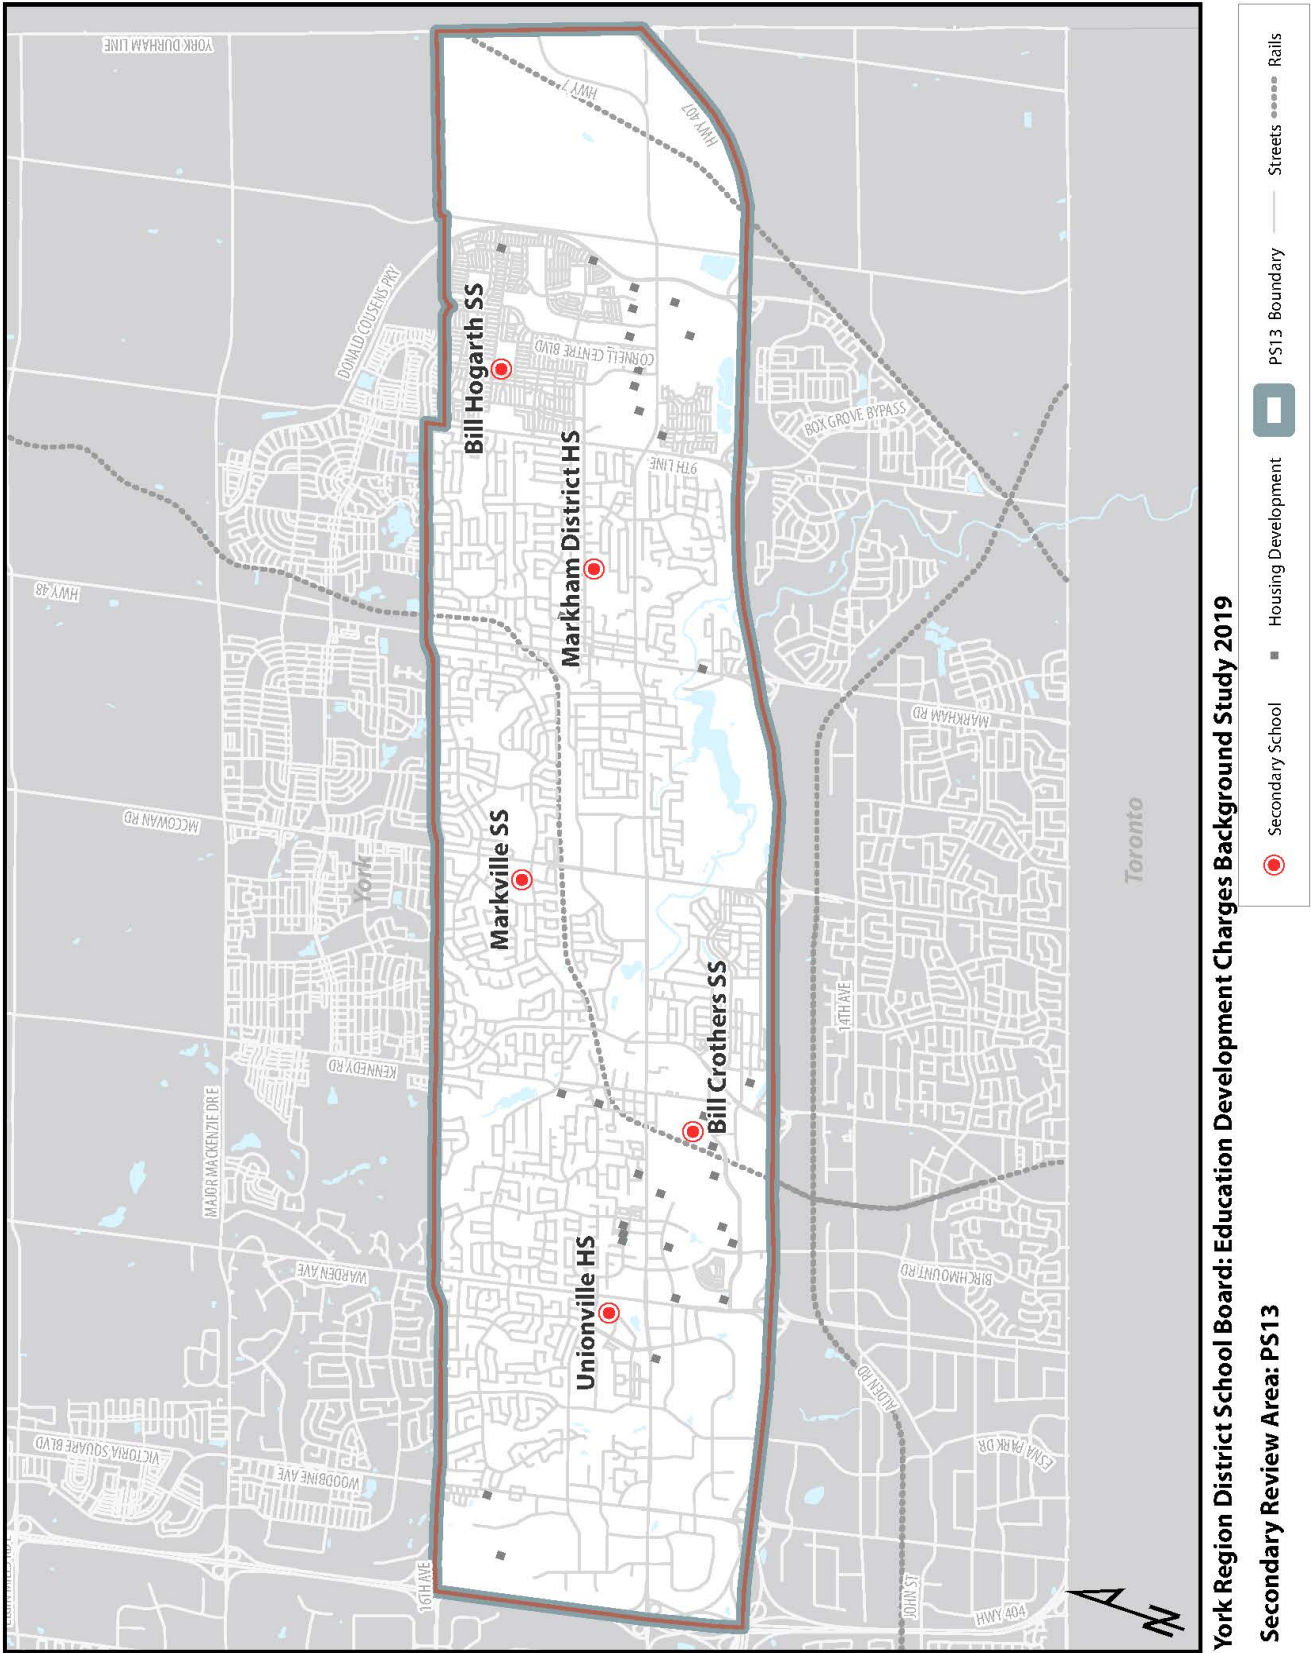 York Region District School Board: Education Development Charges Background Study 2019
Secondary Review Area: PS13
Secondary School
Housing Development
PS13 Boundary
Streets
Rails
16TH AVE
HWY 404
JOHN ST
WOODBINE AVE
VICTORIA SQUARE BLVD
ESNA PARK DR
ALDEN RD
WARDEN AVE
Unionville HS
BIRCHMOUNT RD
MAJOR MACKENZIE DR E
KENNEDY RD
Bill Crothers SS
14TH AVE
York
Markville SS
Toronto
MCCOWAN RD
MARKHAM RD
HWY 48
Markham District HS
9TH LINE
BOX GROVE BYPASS
Bill Hogarth SS
CORNELL CENTRE BLVD
DONALD COUSENS PKY
HWY 7
HWY 407
YORK DURHAM LINE
N